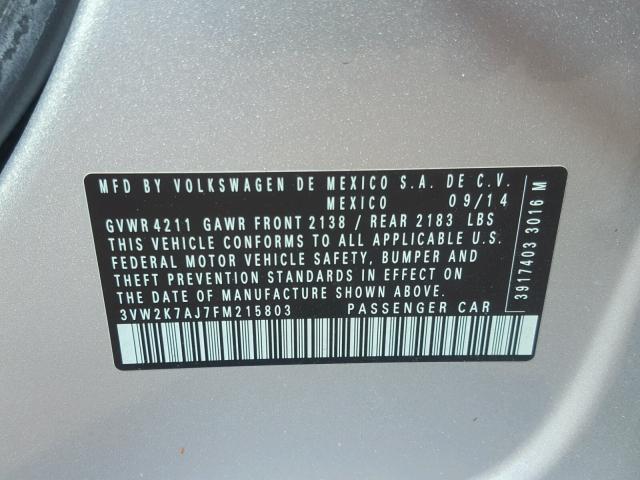 MFD BY VOLKSWAGEN DE MEXICO S.A. DE C.V.
MEXICO 09/14
GVWR 4211 GAWR FRONT 2138 / REAR 2183 LBS
THIS VEHICLE CONFORMS TO ALL APPLICABLE U.S.
FEDERAL MOTOR VEHICLE SAFETY, BUMPER AND
THEFT PREVENTION STANDARDS IN EFFECT ON
THE DATE OF MANUFACTURE SHOWN ABOVE.
3VW2K7AJ7FM215803 PASSENGER CAR
3917403 3016 M